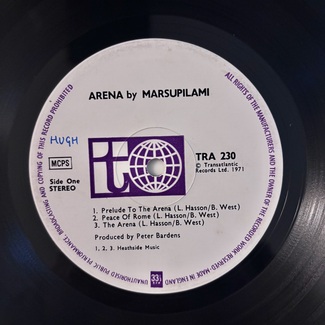 ALL RIGHTS OF THE MANUFACTURERS AND THE OWNER OF THE RECORDED WORK RESERVED·MADE IN ENGLAND
UNAUTHORISED PUBLIC PERFORMANCE, BROADCASTING AND COPYING OF THIS RECORD PROHIBITED
ARENA by MARSUPILAMI
HUGH
MCPS
Side One
STEREO
it
TRA 230
℗ Transatlantic
Records Ltd. 1971
1. Prelude To The Arena (L. Hasson/B. West)
2. Peace Of Rome (L. Hasson/B. West)
3. The Arena (L. Hasson/B. West)
Produced by Peter Bardens
1, 2, 3. Heathside Music
33⅓